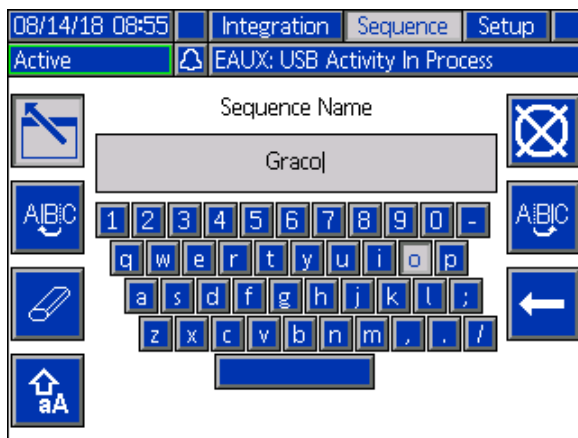 08/14/18 08:55 Integration Sequence Setup
Active EAUX: USB Activity In Process
Sequence Name
Graco
A|B|C A|B|C
1 2 3 4 5 6 7 8 9 0 -
q w e r t y u i o p
a s d f g h j k l ;
z x c v b n m , . /
aA